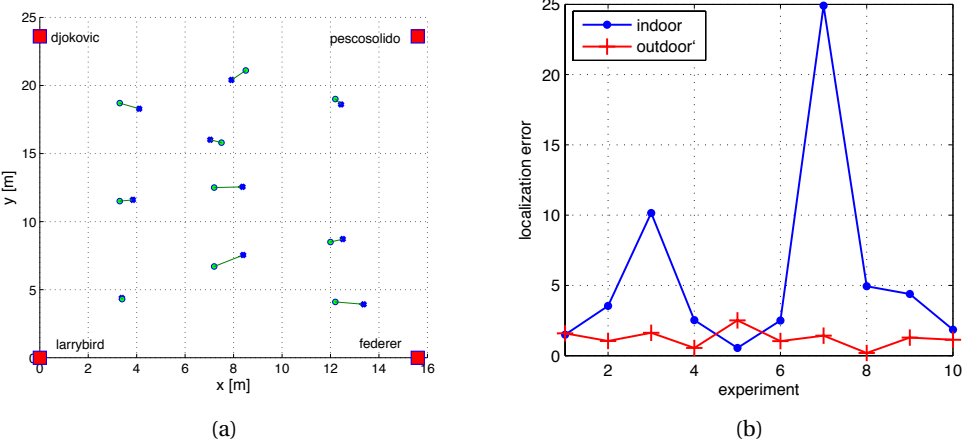 25
20
15
10
5
0
0
2
4
6
8
10
12
14
16
y [m]
x [m]
djokovic
pescosolido
larrybird
federer
(a)
25
20
15
10
5
0
2
4
6
8
10
localization error
experiment
indoor
outdoor‘
(b)